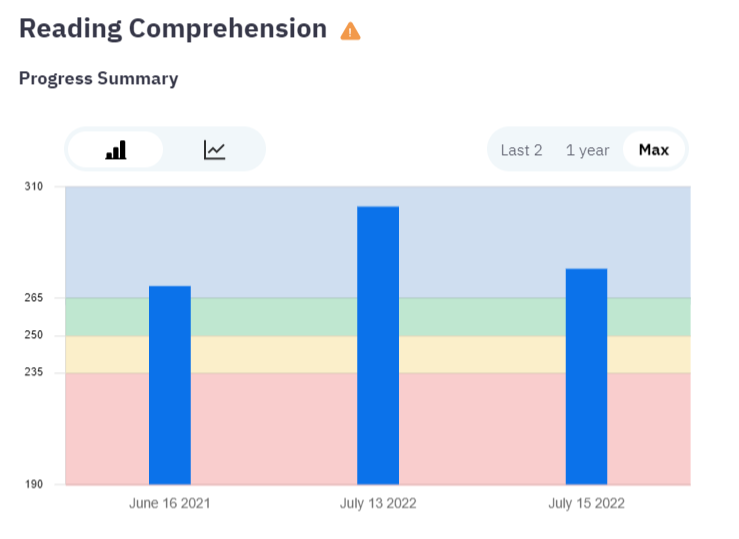 Reading Comprehension
Progress Summary
Last 2 1 year Max
310
265
250
235
190
June 16 2021 July 13 2022 July 15 2022